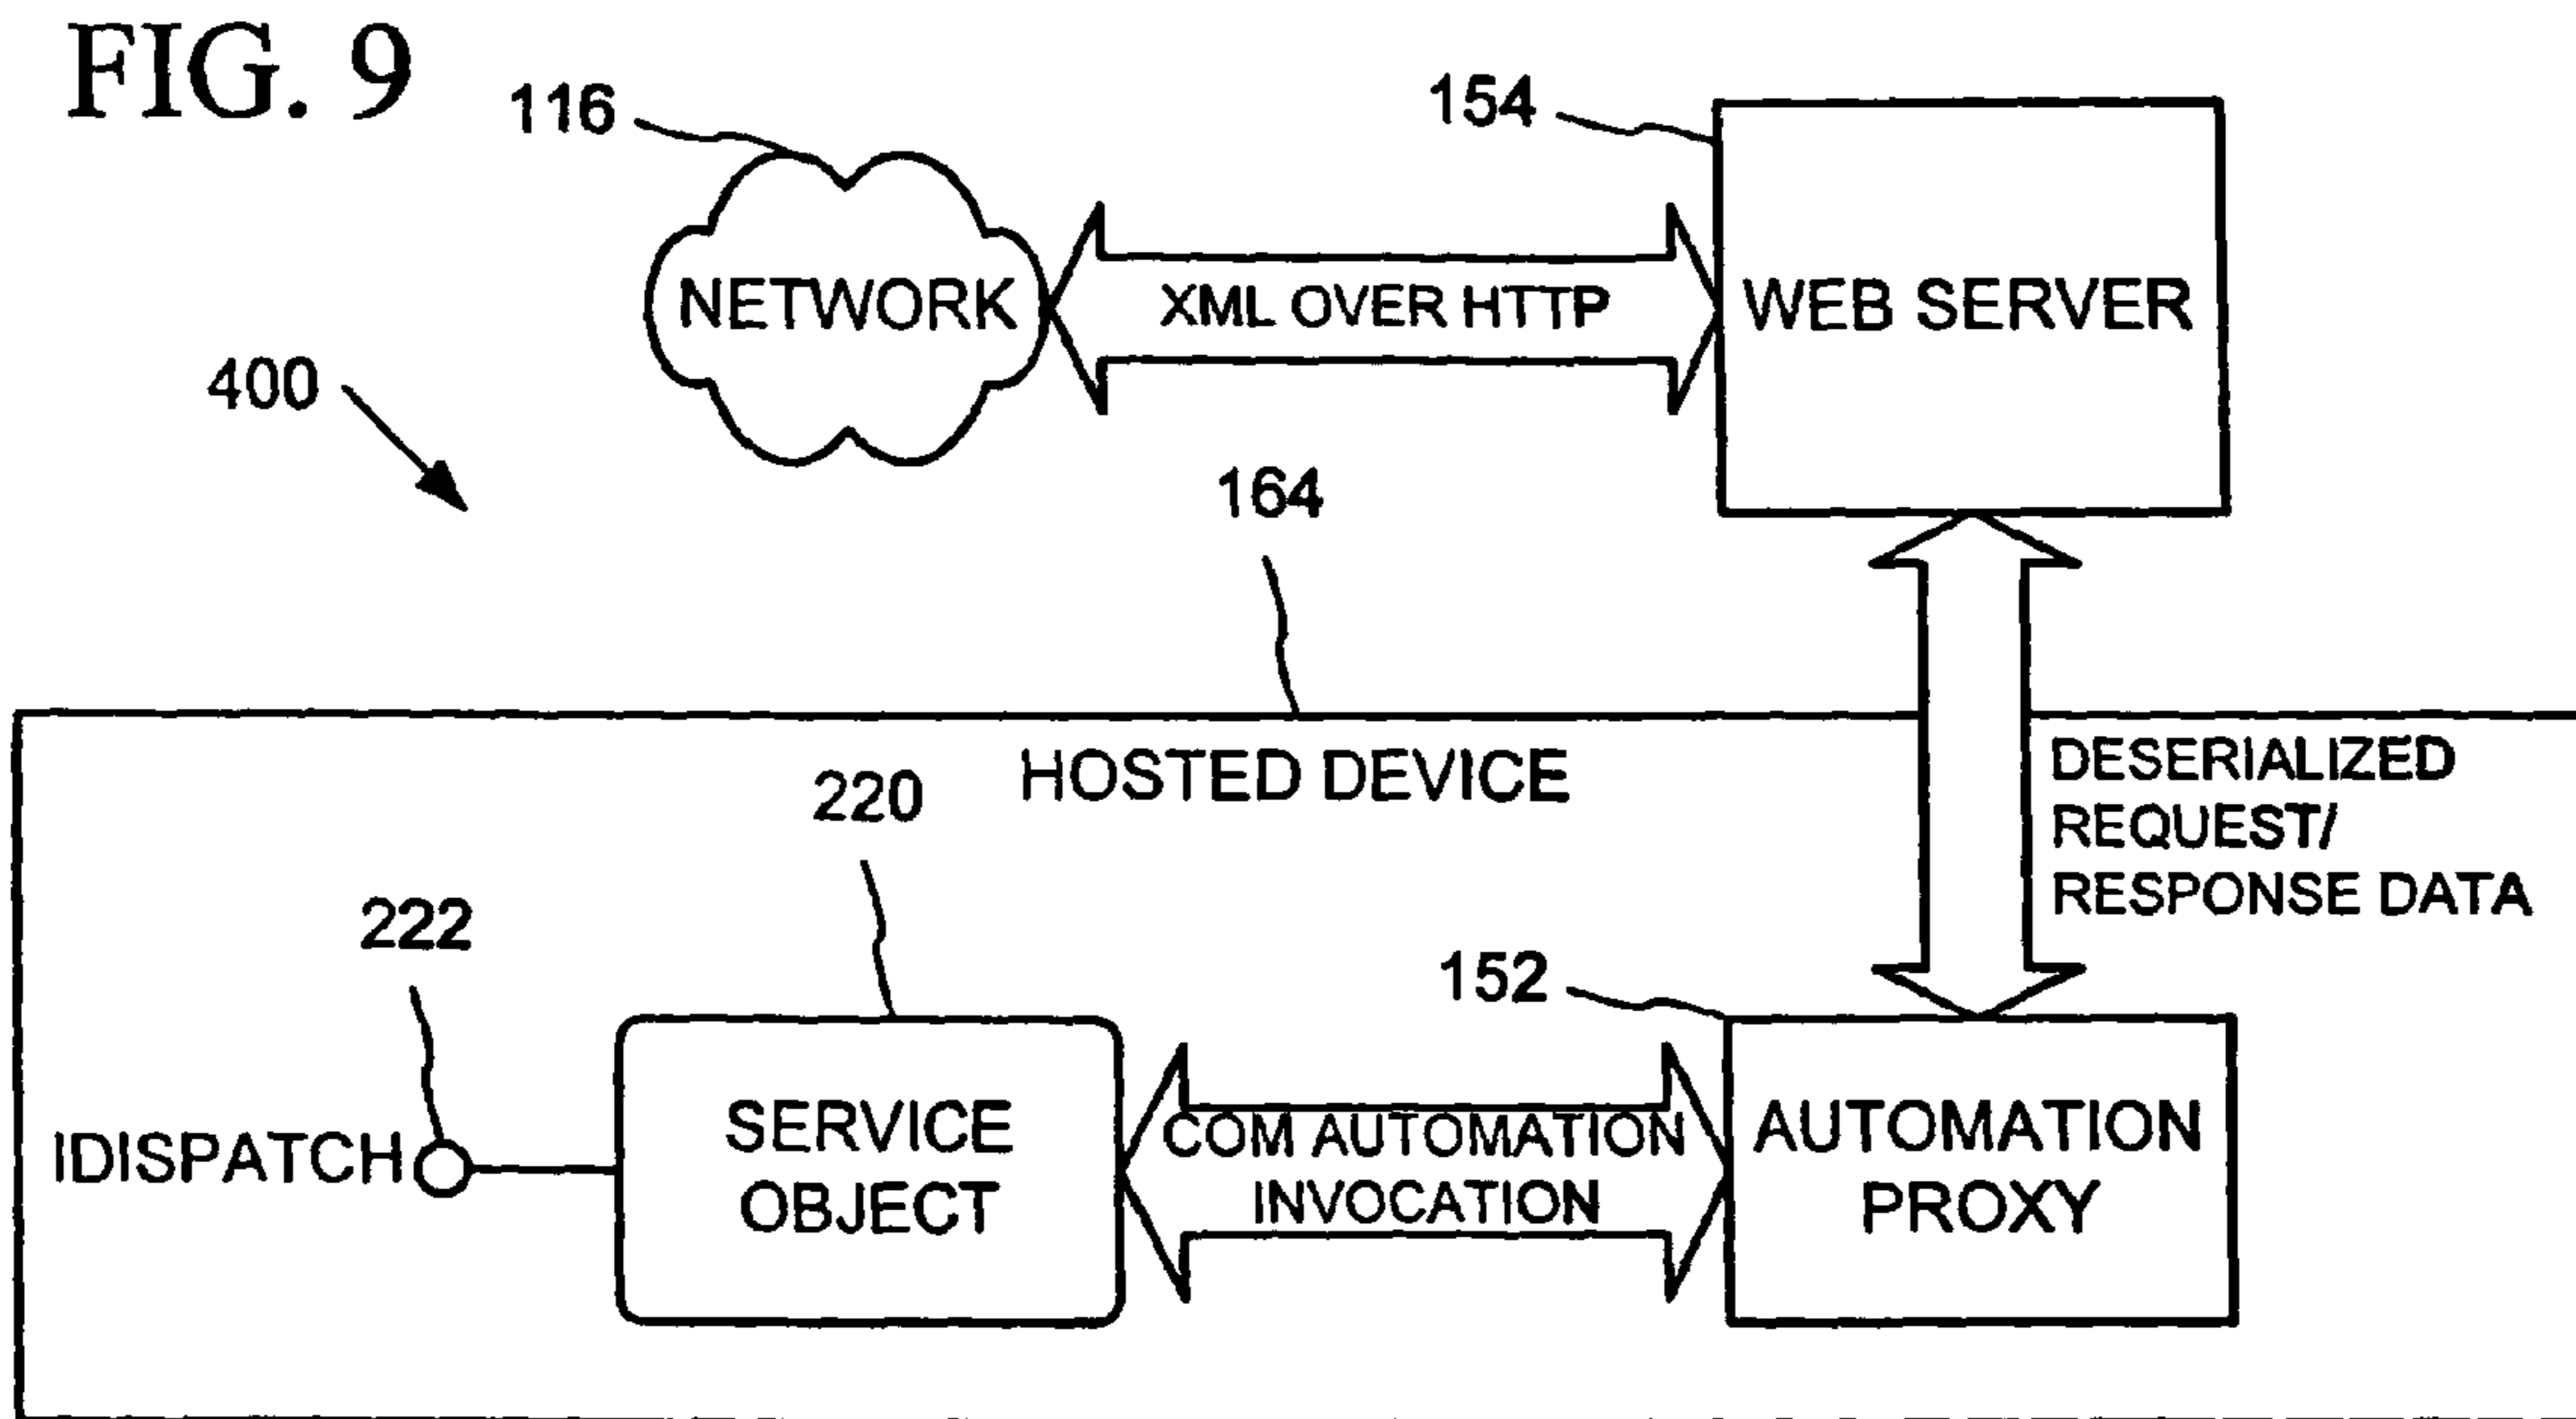 FIG. 9
116
154
NETWORK
XML OVER HTTP
WEB SERVER
400
164
HOSTED DEVICE
DESERIALIZED
REQUEST/
RESPONSE DATA
220
222
152
IDISPATCH
SERVICE
OBJECT
COM AUTOMATION
INVOCATION
AUTOMATION
PROXY